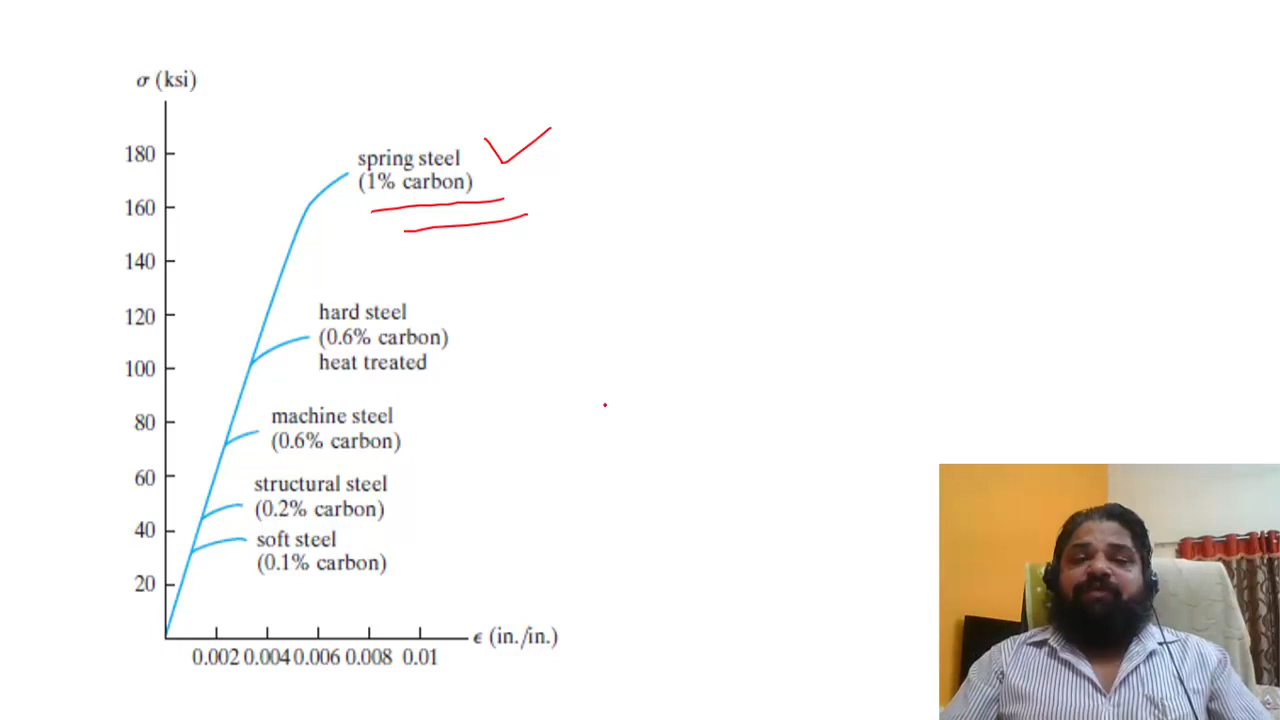 σ (ksi)
180
160
140
120
100
80
60
40
20
spring steel
(1% carbon)
hard steel
(0.6% carbon)
heat treated
machine steel
(0.6% carbon)
structural steel
(0.2% carbon)
soft steel
(0.1% carbon)
0.002 0.004 0.006 0.008 0.01
ϵ (in./in.)